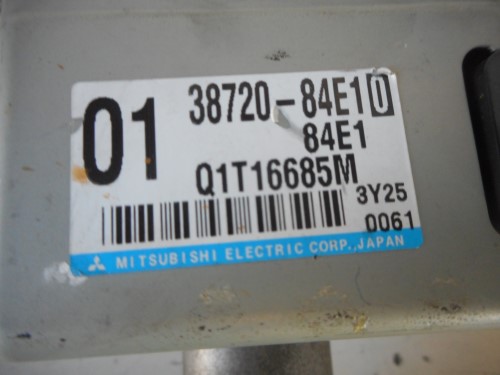 01
38720-84E10
84E1
Q1T16685M
3Y25
0061
MITSUBISHI ELECTRIC CORP., JAPAN